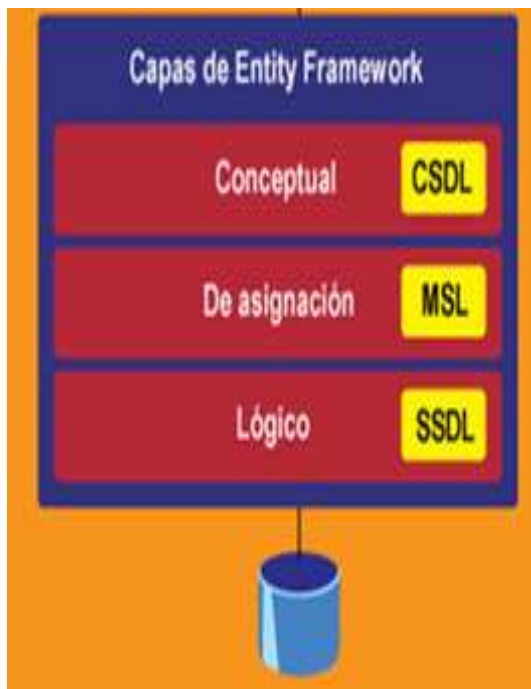 Capas de Entity Framework
Conceptual CSDL
De asignación MSL
Lógico SSDL